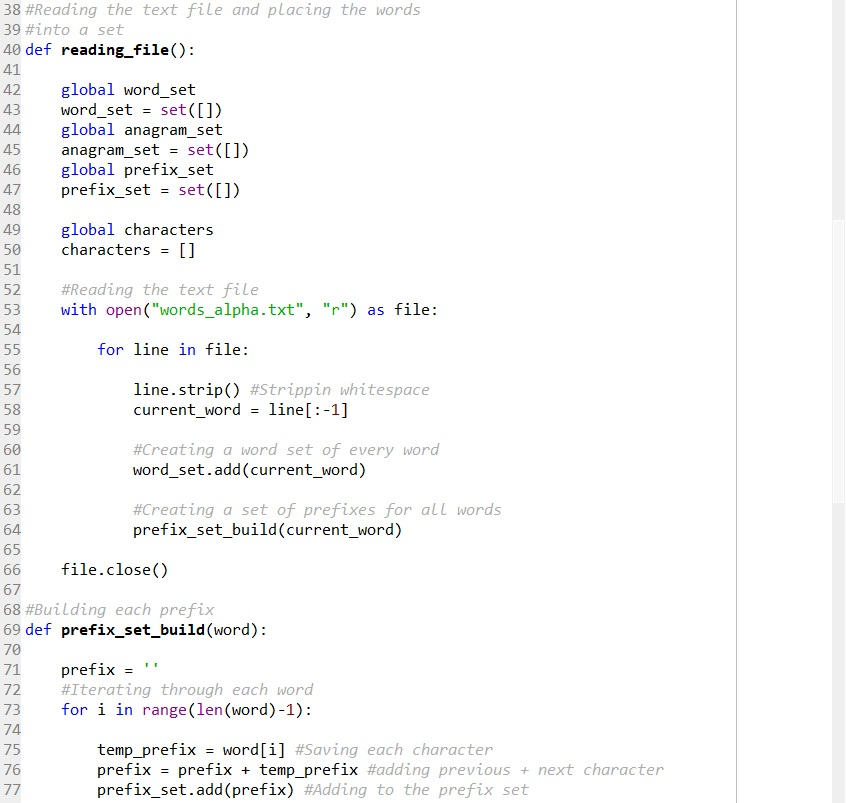 38 #Reading the text file and placing the words
39 #into a set
40 def reading_file():
41
42     global word_set
43     word_set = set([])
44     global anagram_set
45     anagram_set = set([])
46     global prefix_set
47     prefix_set = set([])
48
49     global characters
50     characters = []
51
52     #Reading the text file
53     with open("words_alpha.txt", "r") as file:
54
55         for line in file:
56
57             line.strip() #Strippin whitespace
58             current_word = line[:-1]
59
60             #Creating a word set of every word
61             word_set.add(current_word)
62
63             #Creating a set of prefixes for all words
64             prefix_set_build(current_word)
65
66     file.close()
67
68 #Building each prefix
69 def prefix_set_build(word):
70
71     prefix = ''
72     #Iterating through each word
73     for i in range(len(word)-1):
74
75         temp_prefix = word[i] #Saving each character
76         prefix = prefix + temp_prefix #adding previous + next character
77         prefix_set.add(prefix) #Adding to the prefix set